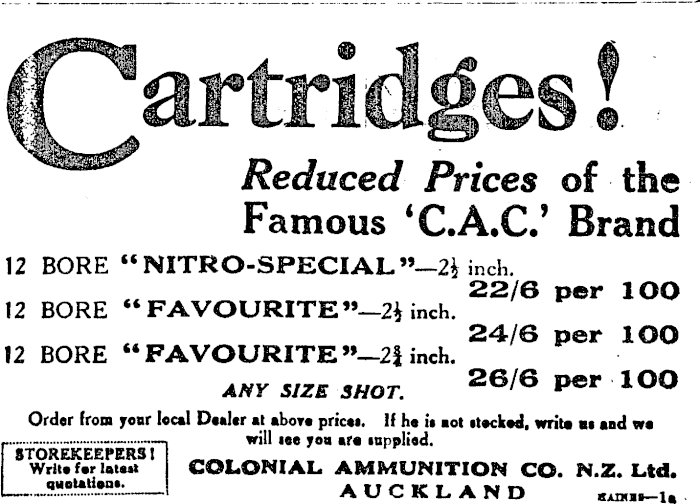 Cartridges!
Reduced Prices of the
Famous ‘C.A.C.’ Brand
12 BORE “NITRO-SPECIAL”—2½ inch.
22/6 per 100
12 BORE “FAVOURITE”—2½ inch.
24/6 per 100
12 BORE “FAVOURITE”—2¾ inch.
26/6 per 100
ANY SIZE SHOT.
Order from your local Dealer at above prices. If he is not stocked, write us and we
will see you are supplied.
STOREKEEPERS!
Write for latest
quotations.
COLONIAL AMMUNITION CO. N.Z. Ltd.
AUCKLAND
HAINES—1a